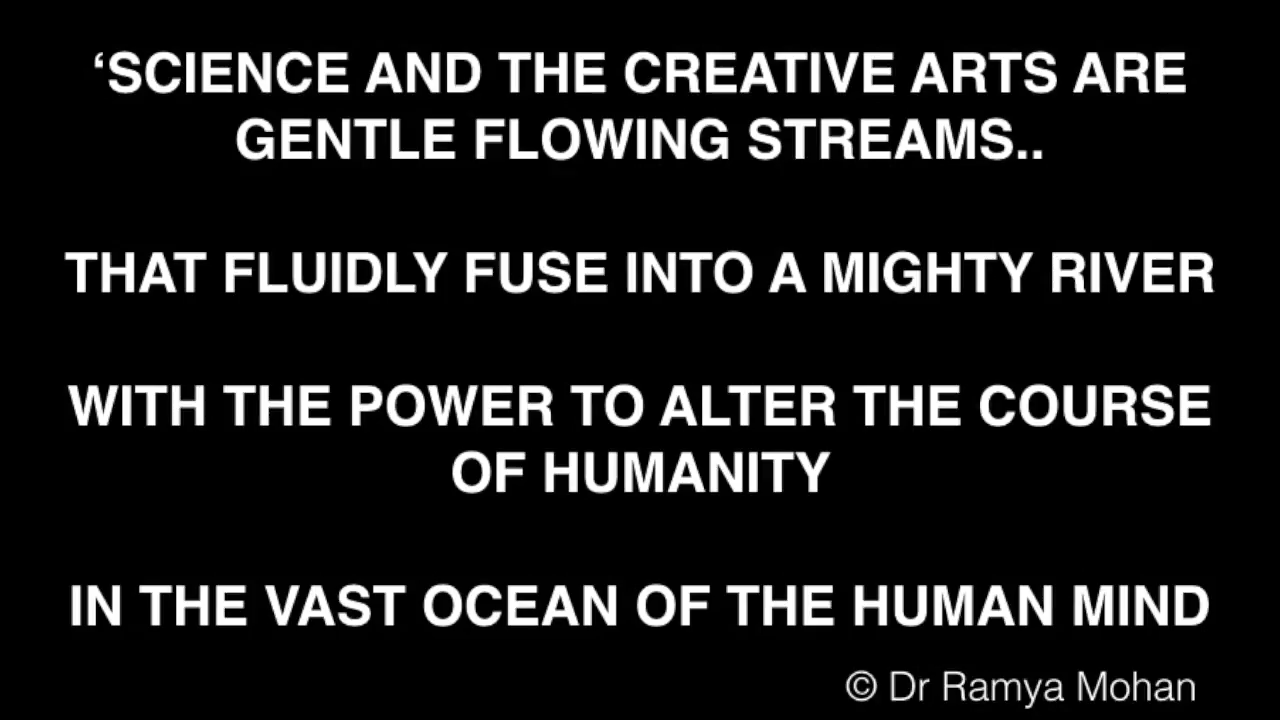 ‘SCIENCE AND THE CREATIVE ARTS ARE
GENTLE FLOWING STREAMS..
THAT FLUIDLY FUSE INTO A MIGHTY RIVER
WITH THE POWER TO ALTER THE COURSE
OF HUMANITY
IN THE VAST OCEAN OF THE HUMAN MIND
© Dr Ramya Mohan